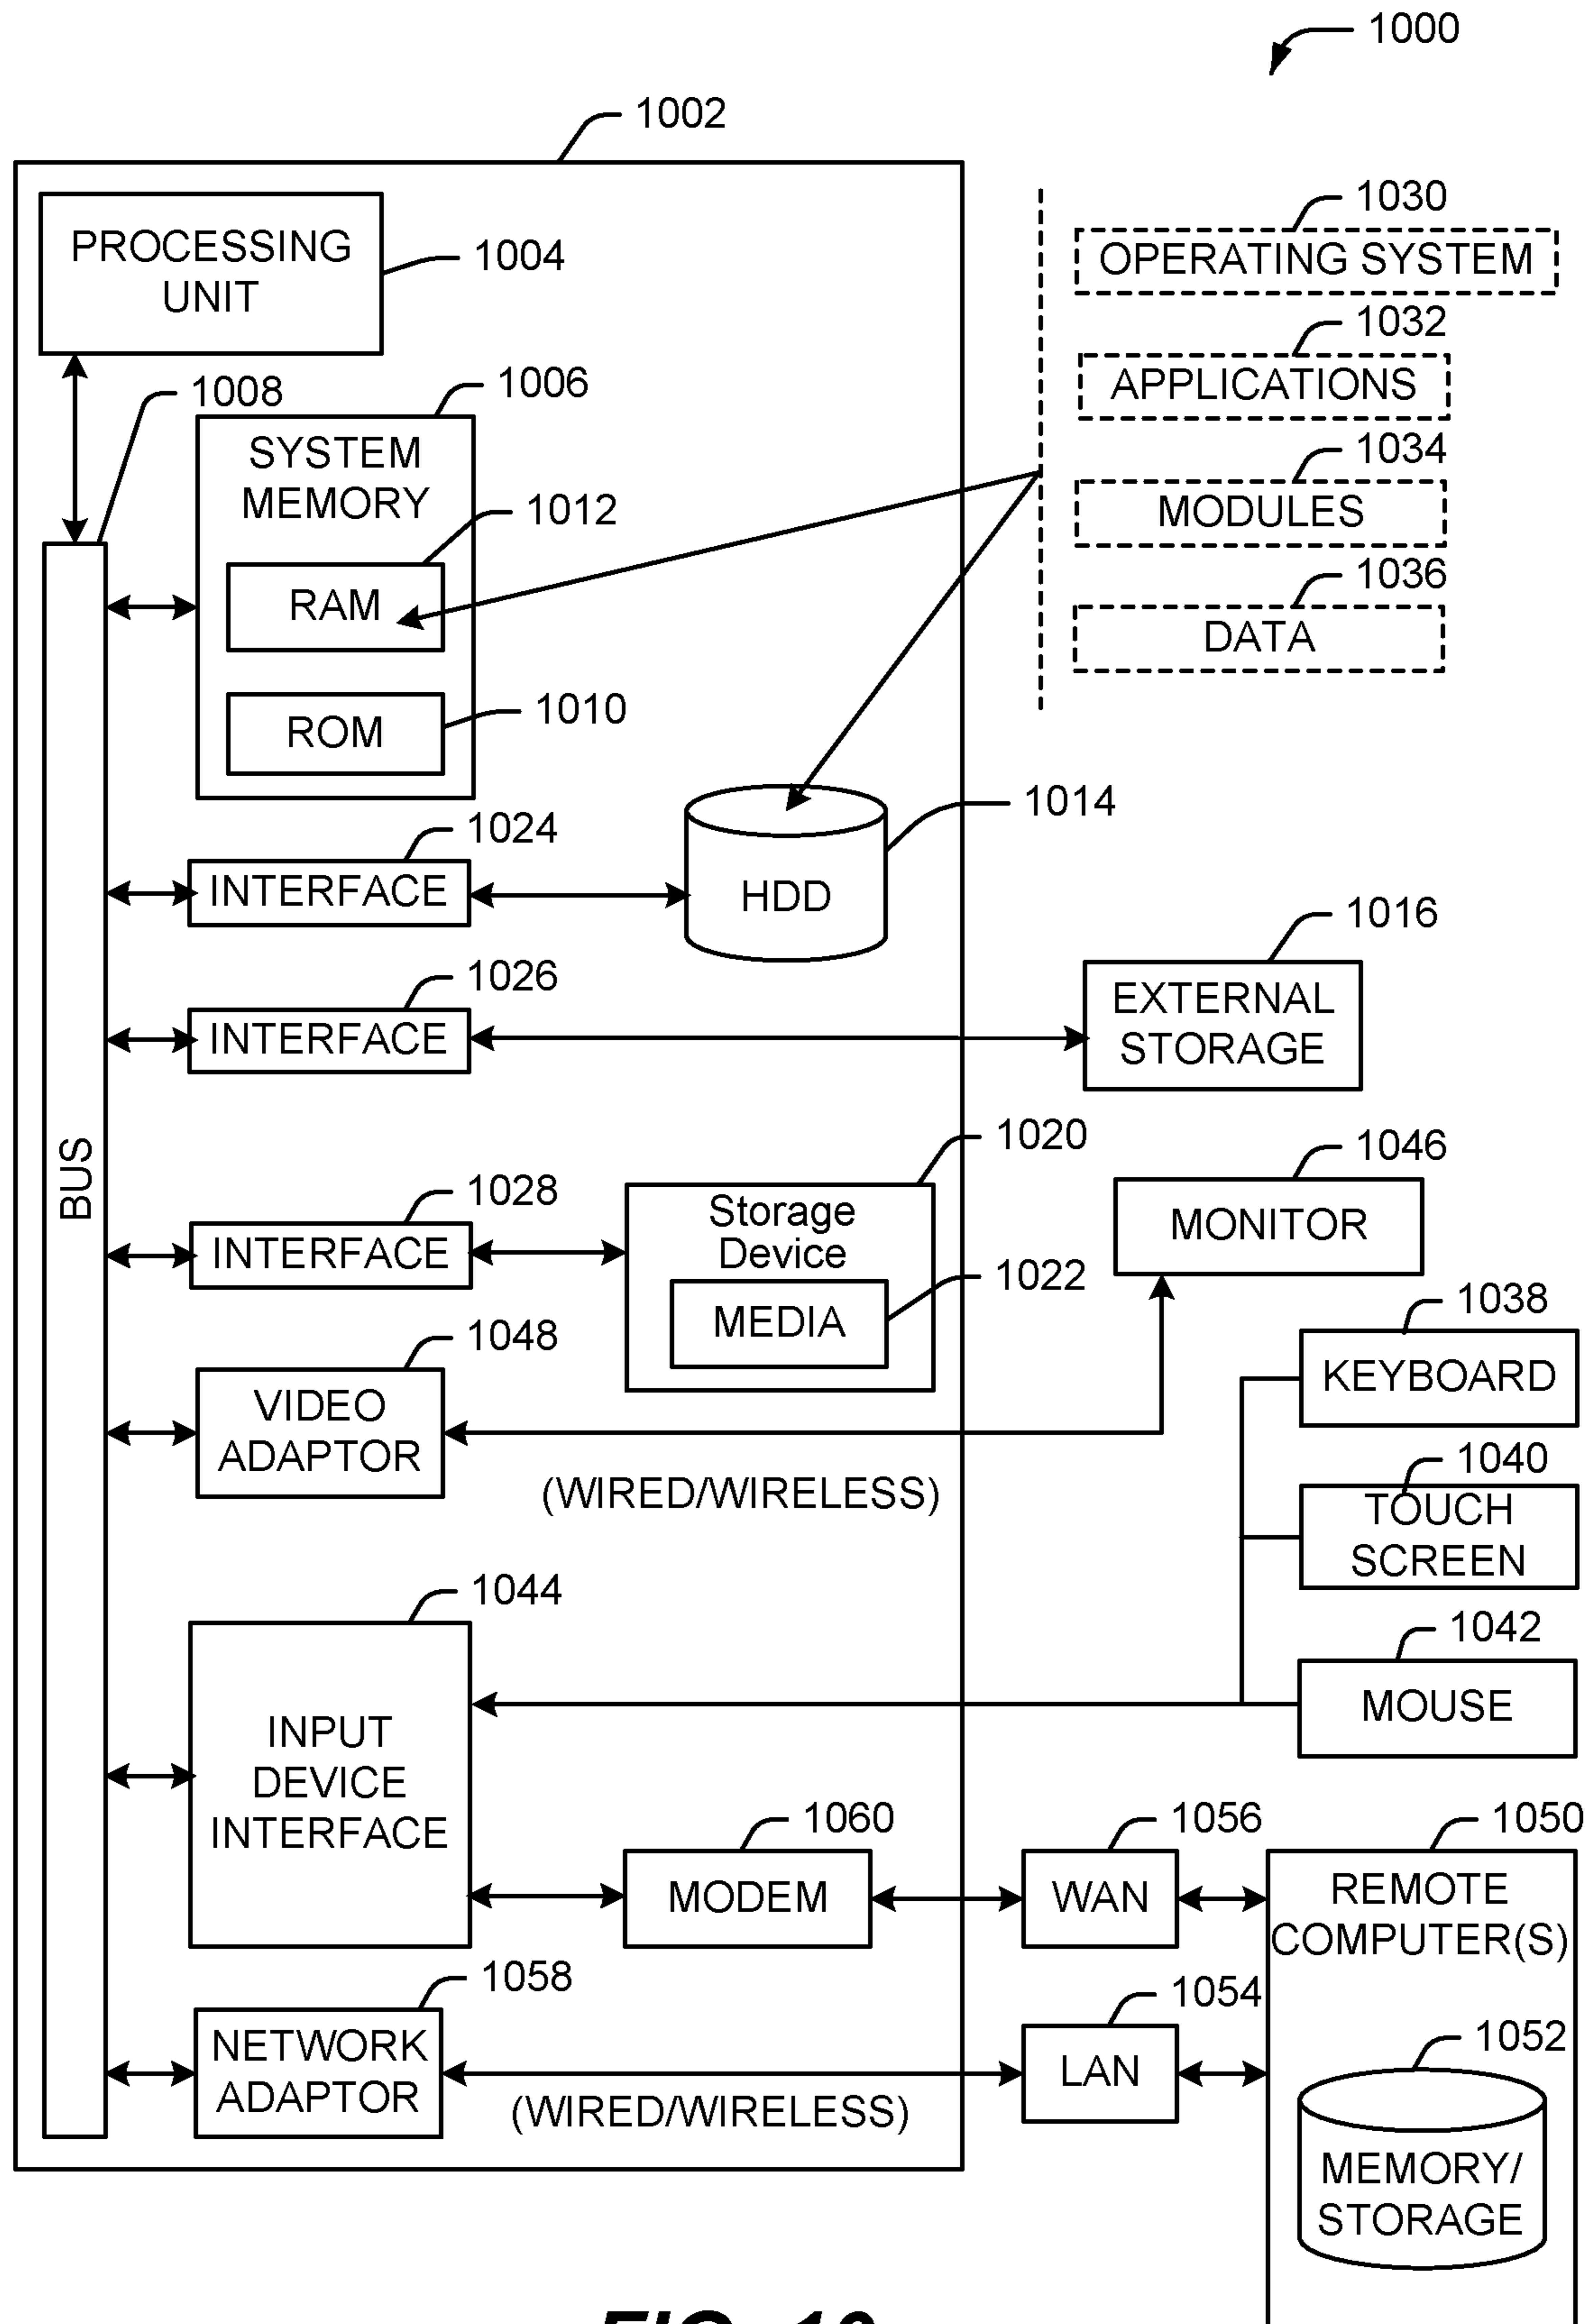 1000
1002
PROCESSING
UNIT
1004
1030
OPERATING SYSTEM
1032
APPLICATIONS
1034
MODULES
1036
DATA
1008
1006
SYSTEM
MEMORY
1012
RAM
1010
ROM
1024
INTERFACE
1014
HDD
1026
INTERFACE
1016
EXTERNAL
STORAGE
BUS
1028
INTERFACE
1020
Storage
Device
1022
MEDIA
1046
MONITOR
1048
VIDEO
ADAPTOR
(WIRED/WIRELESS)
1038
KEYBOARD
1040
TOUCH
SCREEN
1042
MOUSE
1044
INPUT
DEVICE
INTERFACE
1060
MODEM
1056
WAN
1050
REMOTE
COMPUTER(S)
1058
NETWORK
ADAPTOR
(WIRED/WIRELESS)
1054
LAN
1052
MEMORY/
STORAGE